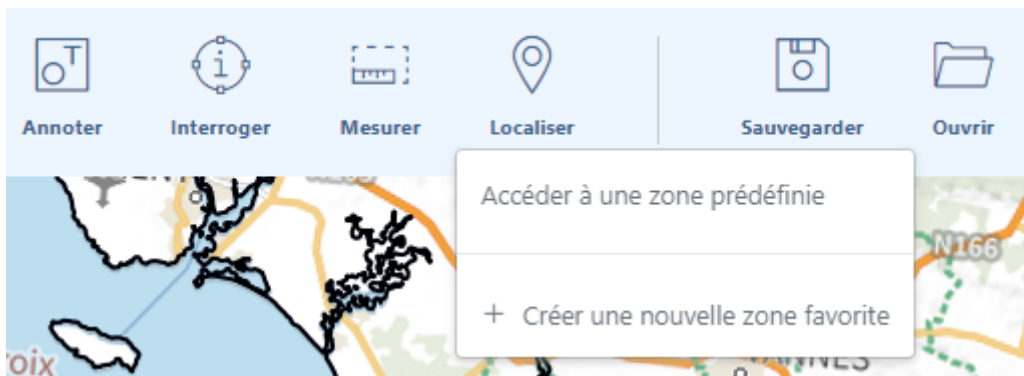 Annoter
Interroger
Mesurer
Localiser
Sauvegarder
Ouvrir
Accéder à une zone prédéfinie
N166
+ Créer une nouvelle zone favorite
VANNES
oix